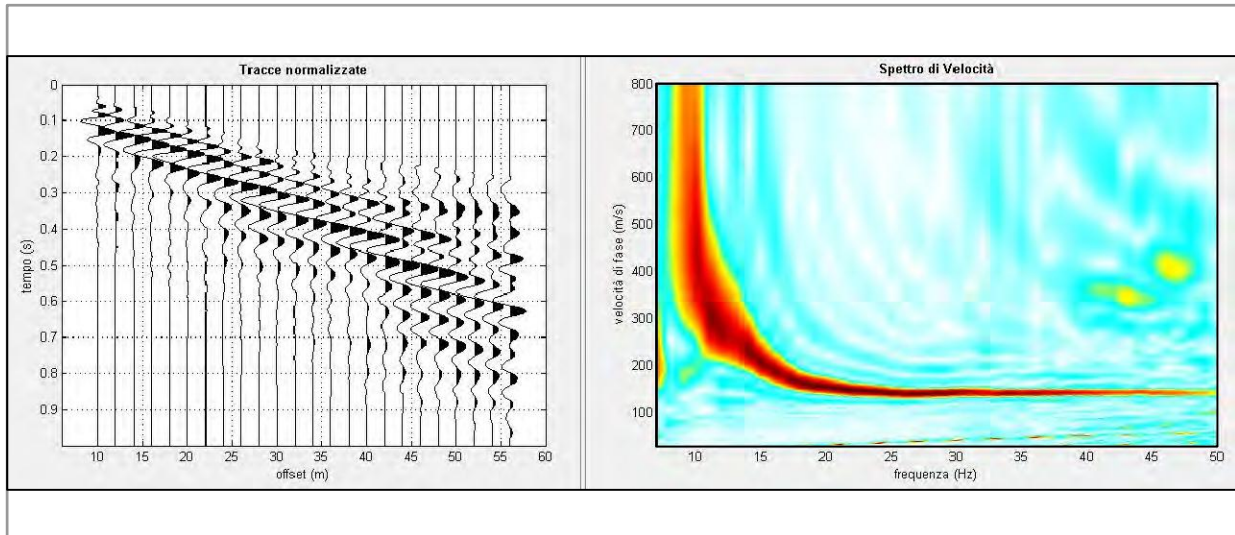 Tracce normalizzate
0
0.1
0.2
0.3
0.4
0.5
0.6
0.7
0.8
0.9
tempo (s)
10 15 20 25 30 35 40 45 50 55 60
offset (m)
Spettro di Velocità
800
700
600
500
400
300
200
100
velocità di fase (m/s)
10 15 20 25 30 35 40 45 50
frequenza (Hz)